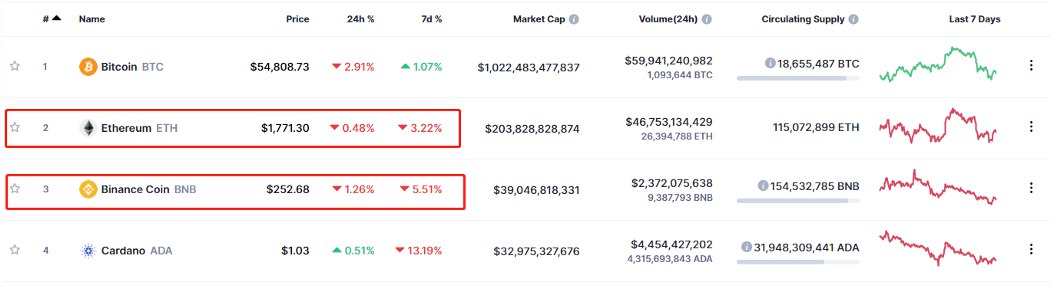 # Name Price 24h % 7d % Market Cap Volume(24h) Circulating Supply Last 7 Days
1 Bitcoin BTC $54,808.73 2.91% 1.07% $1,022,483,477,837 $59,941,240,982 18,655,487 BTC
1,093,644 BTC
2 Ethereum ETH $1,771.30 0.48% 3.22% $203,828,828,874 $46,753,134,429 115,072,899 ETH
26,394,788 ETH
3 Binance Coin BNB $252.68 1.26% 5.51% $39,046,818,331 $2,372,075,638 154,532,785 BNB
9,387,793 BNB
4 Cardano ADA $1.03 0.51% 13.19% $32,975,327,676 $4,454,427,202 31,948,309,441 ADA
4,315,693,843 ADA